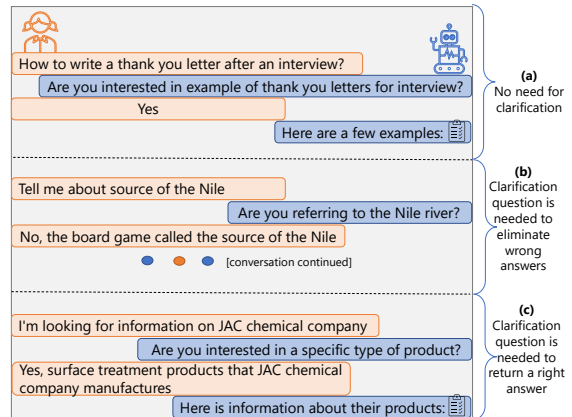 How to write a thank you letter after an interview?
Are you interested in example of thank you letters for interview?
Yes
Here are a few examples:
(a)
No need for
clarification
Tell me about source of the Nile
Are you referring to the Nile river?
No, the board game called the source of the Nile
[conversation continued]
(b)
Clarification
question is
needed to
eliminate
wrong
answers
I'm looking for information on JAC chemical company
Are you interested in a specific type of product?
Yes, surface treatment products that JAC chemical
company manufactures
Here is information about their products:
(c)
Clarification
question is
needed to
return a right
answer